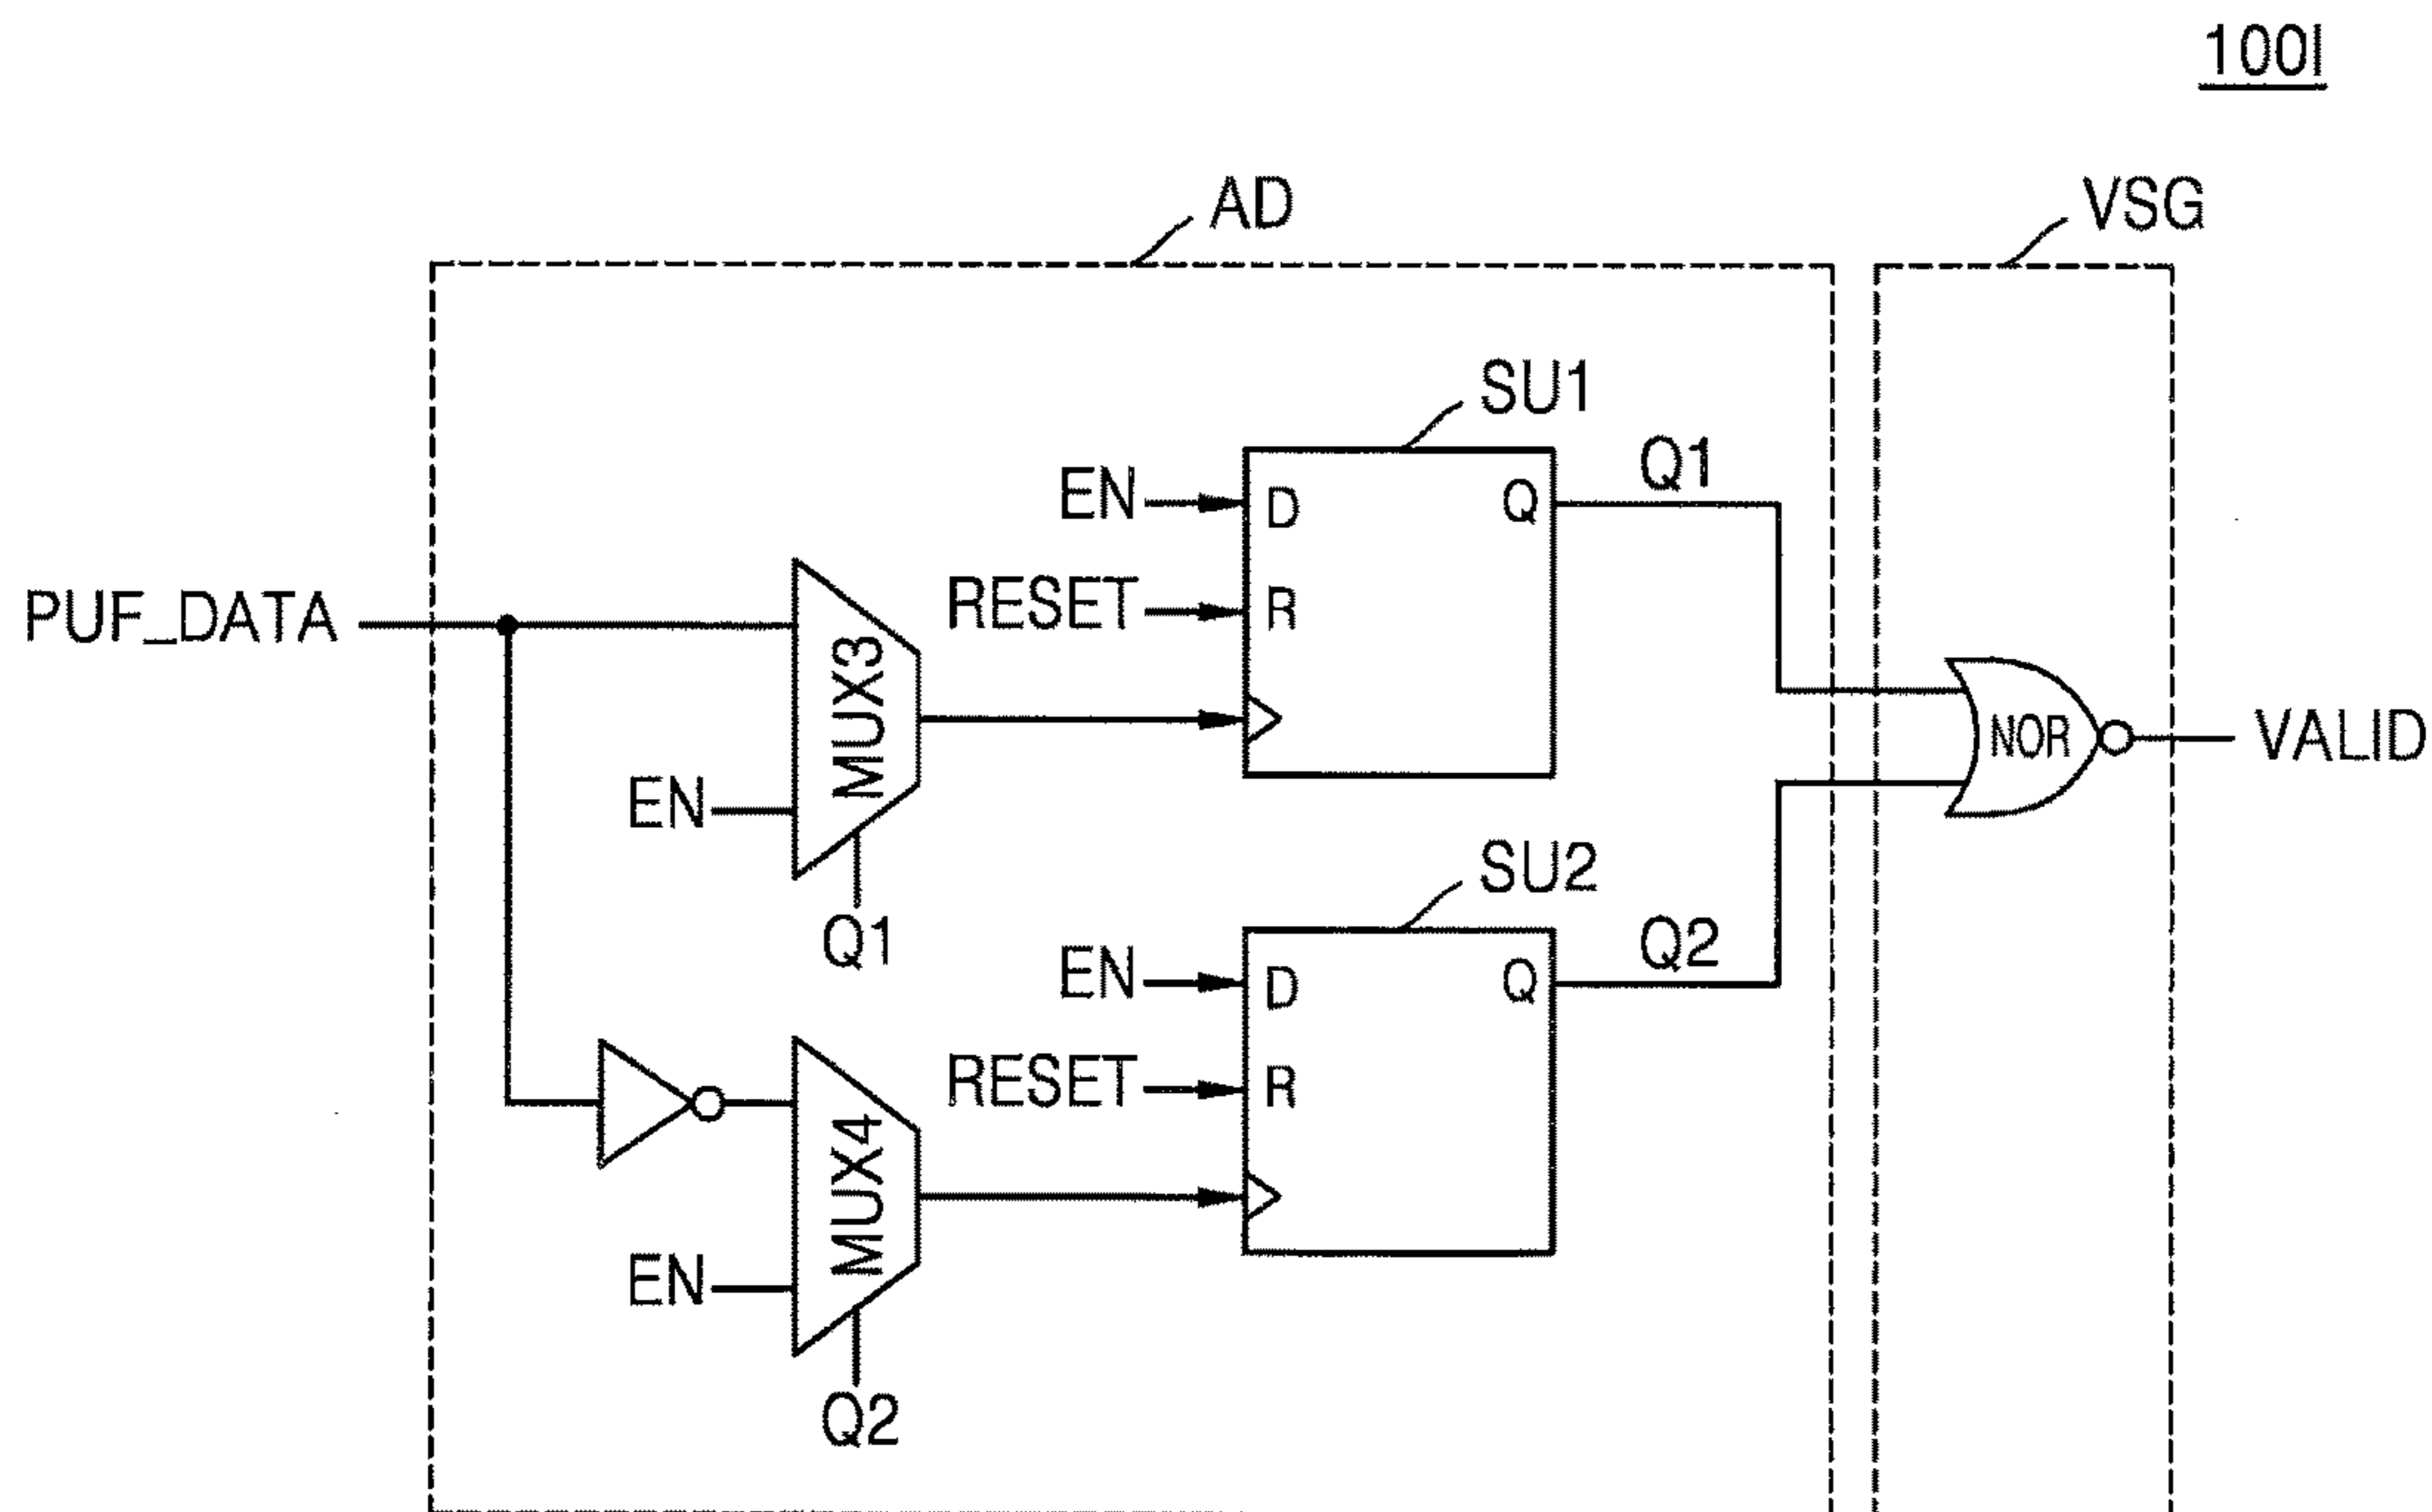 100I
AD
VSG
SU1
EN
D
Q
Q1
RESET
R
PUF_DATA
MUX3
EN
Q1
NOR
VALID
SU2
EN
D
Q
Q2
RESET
R
MUX4
EN
Q2